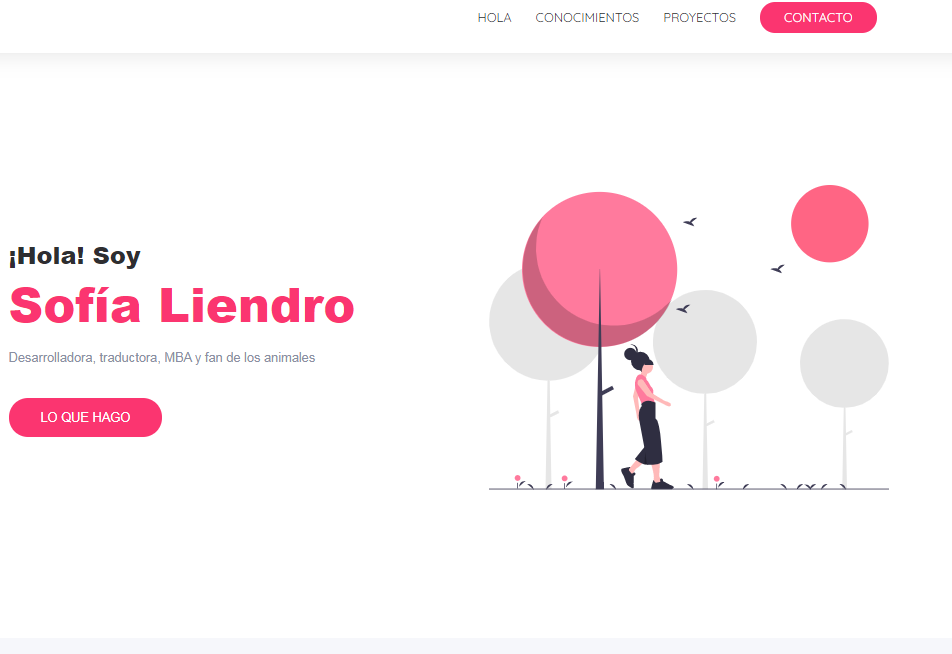 HOLA CONOCIMIENTOS PROYECTOS CONTACTO
¡Hola! Soy
Sofía Liendro
Desarrolladora, traductora, MBA y fan de los animales
LO QUE HAGO